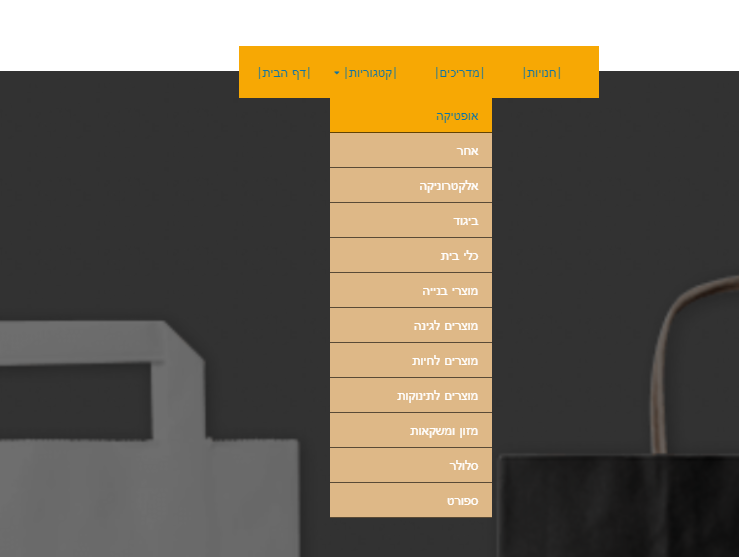 |חנויות| |מדריכים| |קטגוריות| |דף הבית|
אופטיקה
אחר
אלקטרוניקה
ביגוד
כלי בית
מוצרי בנייה
מוצרים לגינה
מוצרים לחיות
מוצרים לתינוקות
מזון ומשקאות
סלולר
ספורט